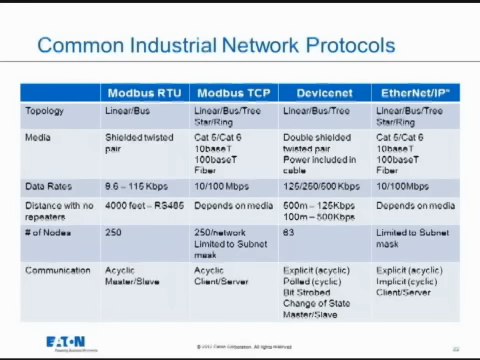 Common Industrial Network Protocols
Modbus RTU Modbus TCP Devicenet EtherNet/IP
Topology Linear/Bus Linear/Bus/Tree Linear/Bus/Tree Linear/Bus/Tree
Star/Ring Star/Ring
Media Shielded twisted Cat 5/Cat 6 Double shielded Cat 5/Cat 6
pair 10baseT twisted pair 10baseT
100baseT Power included in 100baseT
Fiber cable Fiber
Data Rates 9.6 – 115 Kbps 10/100Mbps 125/250/500 Kbps 10/100Mbps
Distance with no 4000 feet – RS485 Depends on media 500m – 125Kbps Depends on media
repeaters 100m – 500Kbps
# of Nodes 250 250/network 63 Limited to Subnet
Limited to Subnet mask
mask
Communication Acyclic Acyclic Explicit (acyclic) Explicit (acyclic)
Master/Slave Client/Server Polled (cyclic) Implicit (cyclic)
Bit Strobed Client/Server
Change of State
Master/Slave
EATON
Powering Business Worldwide
Eaton Corporation. All rights reserved.